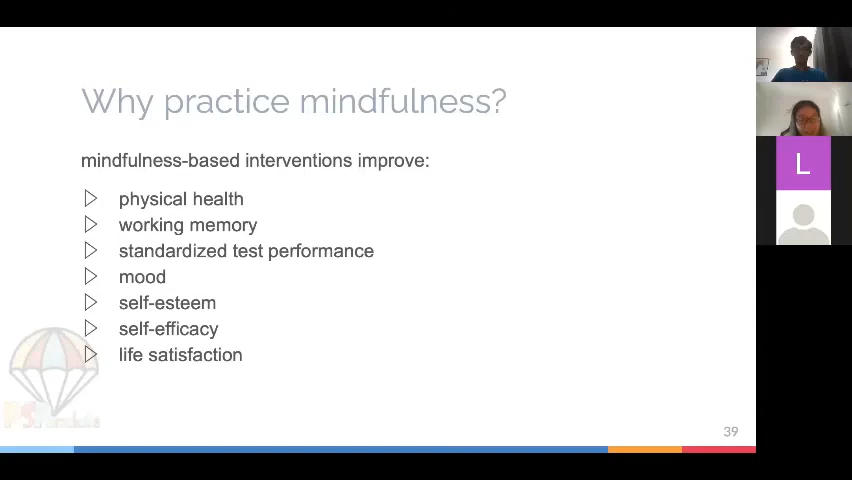 Why practice mindfulness?
mindfulness-based interventions improve:
physical health
working memory
standardized test performance
mood
self-esteem
self-efficacy
life satisfaction
39
L